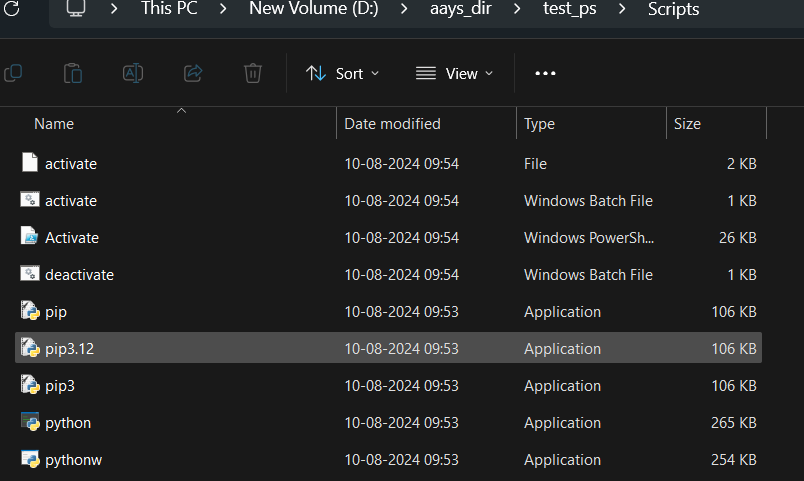 This PC > New Volume (D:) > aays_dir > test_ps > Scripts
Sort View
Name Date modified Type Size
activate 10-08-2024 09:54 File 2 KB
activate 10-08-2024 09:54 Windows Batch File 1 KB
Activate 10-08-2024 09:54 Windows PowerSh... 26 KB
deactivate 10-08-2024 09:54 Windows Batch File 1 KB
pip 10-08-2024 09:53 Application 106 KB
pip3.12 10-08-2024 09:53 Application 106 KB
pip3 10-08-2024 09:53 Application 106 KB
python 10-08-2024 09:53 Application 265 KB
pythonw 10-08-2024 09:53 Application 254 KB